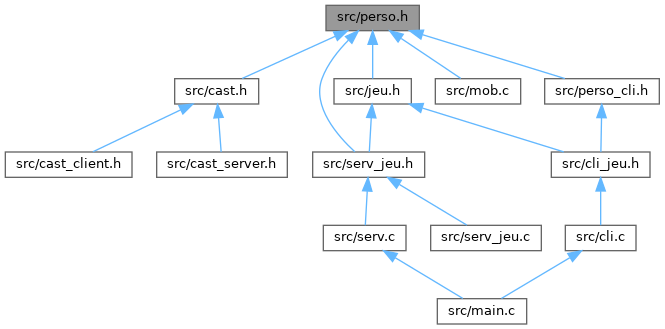 src/perso.h
src/cast.h
src/jeu.h
src/mob.c
src/perso_cli.h
src/cast_client.h
src/cast_server.h
src/serv_jeu.h
src/cli_jeu.h
src/serv.c
src/serv_jeu.c
src/cli.c
src/main.c